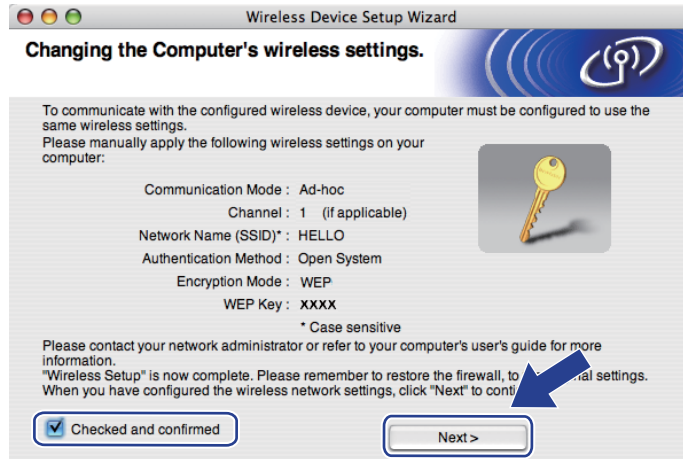 Wireless Device Setup Wizard
Changing the Computer's wireless settings.
To communicate with the configured wireless device, your computer must be configured to use the
same wireless settings.
Please manually apply the following wireless settings on your
computer:
Communication Mode : Ad-hoc
Channel : 1 (if applicable)
Network Name (SSID)* : HELLO
Authentication Method : Open System
Encryption Mode : WEP
WEP Key : XXXX
* Case sensitive
Please contact your network administrator or refer to your computer's user's guide for more
information.
"Wireless Setup" is now complete. Please remember to restore the firewall, to settings.
When you have configured the wireless network settings, click "Next" to
Checked and confirmed
Next >